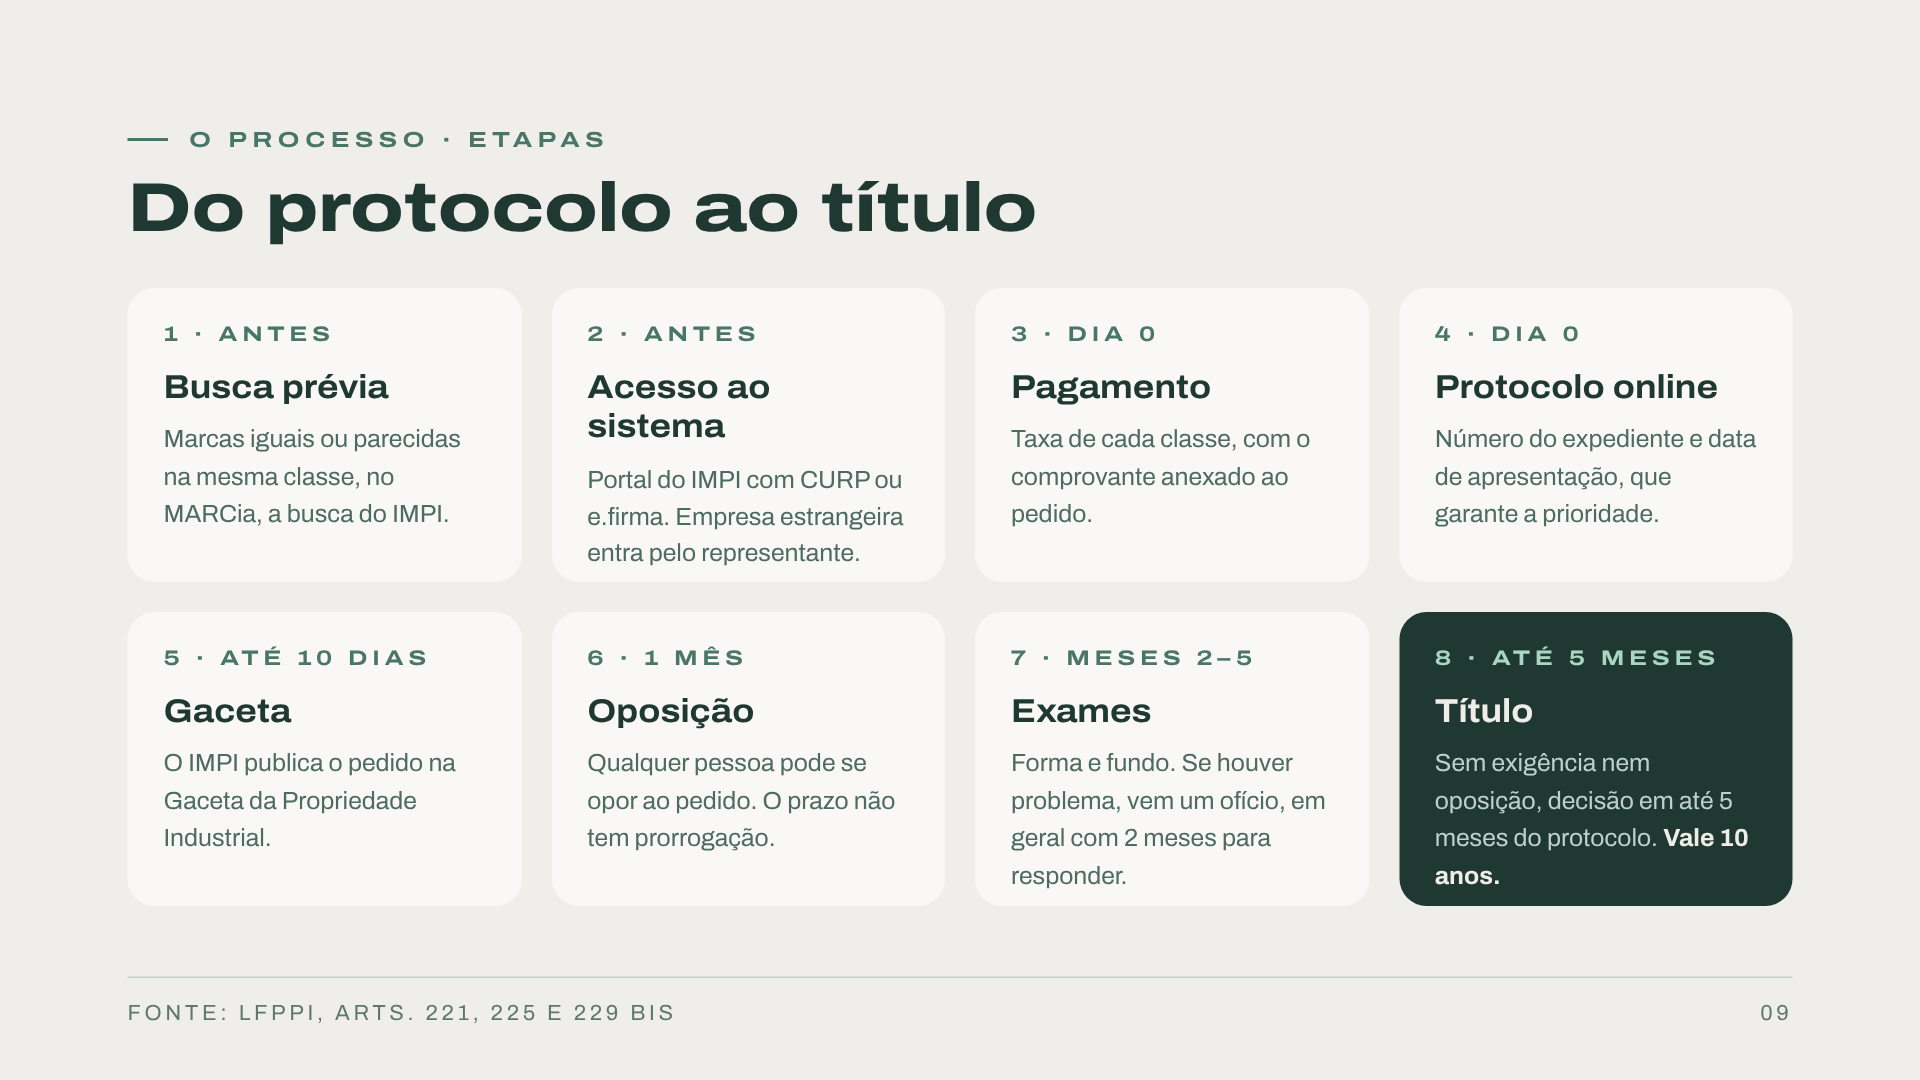 O PROCESSO · ETAPAS
Do protocolo ao título
1 · ANTES
Busca prévia
Marcas iguais ou parecidas
na mesma classe, no
MARCia, a busca do IMPI.
2 · ANTES
Acesso ao
sistema
Portal do IMPI com CURP ou
e.firma. Empresa estrangeira
entra pelo representante.
3 · DIA 0
Pagamento
Taxa de cada classe, com o
comprovante anexado ao
pedido.
4 · DIA 0
Protocolo online
Número do expediente e data
de apresentação, que
garante a prioridade.
5 · ATÉ 10 DIAS
Gaceta
O IMPI publica o pedido na
Gaceta da Propriedade
Industrial.
6 · 1 MÊS
Oposição
Qualquer pessoa pode se
opor ao pedido. O prazo não
tem prorrogação.
7 · MESES 2–5
Exames
Forma e fundo. Se houver
problema, vem um ofício, em
geral com 2 meses para
responder.
8 · ATÉ 5 MESES
Título
Sem exigência nem
oposição, decisão em até 5
meses do protocolo. Vale 10
anos.
FONTE: LFPPI, ARTS. 221, 225 E 229 BIS
09